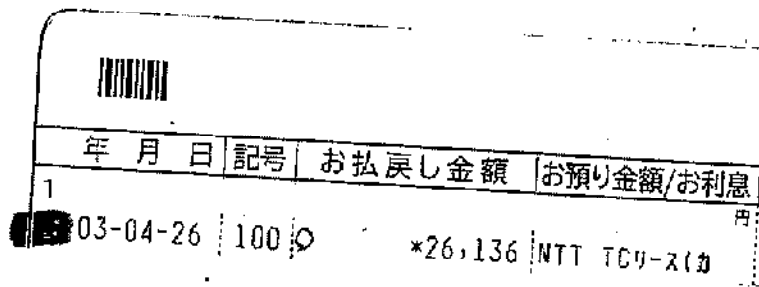 年 月 日 記号 お払戻し金額 お預り金額/お利息
1 円
03-04-26 100 *26,136 NTT TCリース(カ